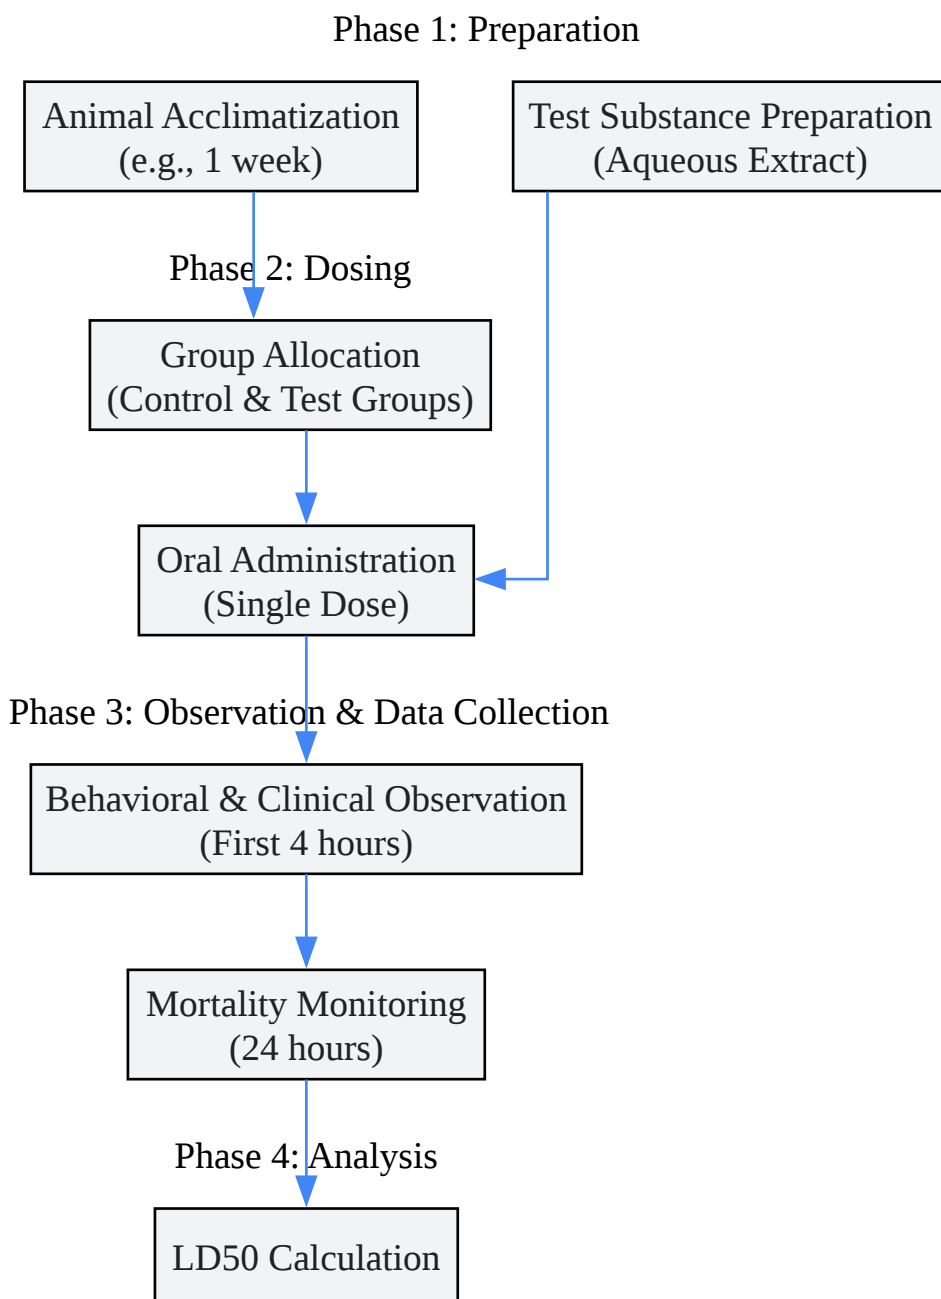 Phase 1: Preparation
Animal Acclimatization
(e.g., 1 week)
Test Substance Preparation
(Aqueous Extract)
Phase 2: Dosing
Group Allocation
(Control & Test Groups)
Oral Administration
(Single Dose)
Phase 3: Observation & Data Collection
Behavioral & Clinical Observation
(First 4 hours)
Mortality Monitoring
(24 hours)
Phase 4: Analysis
LD50 Calculation